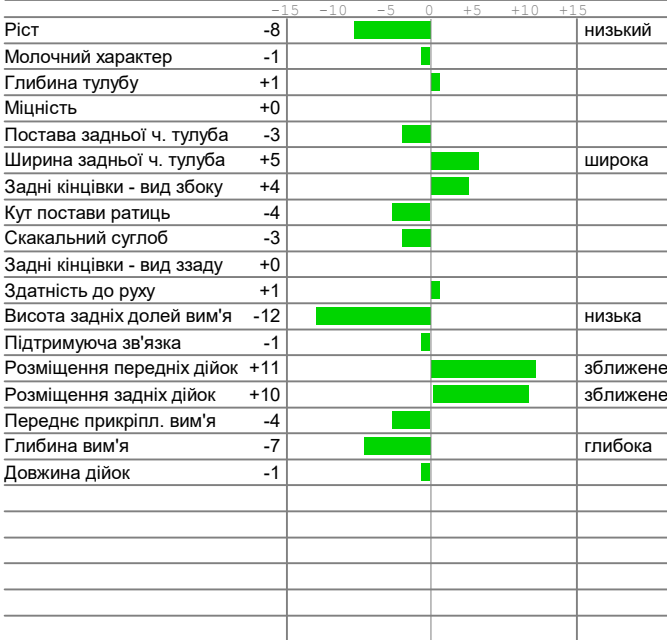 -15 -10 -5 0 +5 +10 +15
Ріст -8 низький
Молочний характер -1
Глибина тулубу +1
Міцність +0
Постава задньої ч. тулуба -3
Ширина задньої ч. тулуба +5 широка
Задні кінцівки - вид збоку +4
Кут постави ратиць -4
Скакальний суглоб -3
Задні кінцівки - вид ззаду +0
Здатність до руху +1
Висота задніх долей вим'я -12 низька
Підтримуюча зв'язка -1
Розміщення передніх дійок +11 зближене
Розміщення задніх дійок +10 зближене
Переднє прикріпл. вим'я -4
Глибина вим'я -7 глибока
Довжина дійок -1